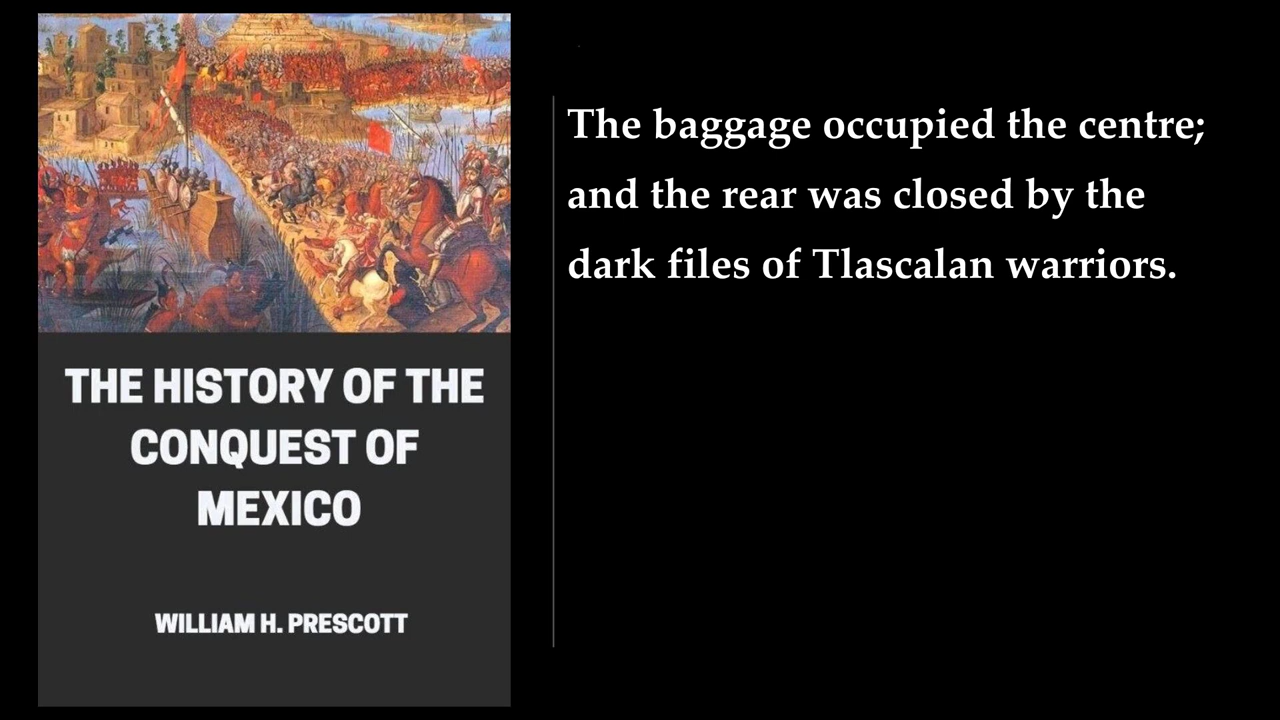 THE HISTORY OF THE
CONQUEST OF
MEXICO
WILLIAM H. PRESCOTT
The baggage occupied the centre;
and the rear was closed by the
dark files of Tlascalan warriors.